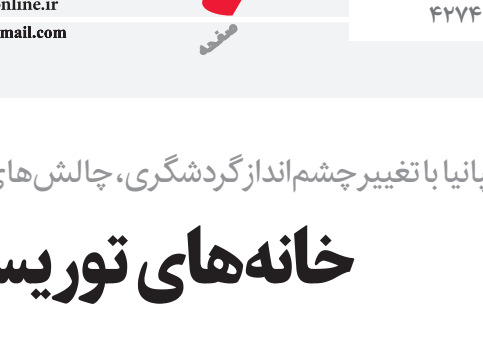 nline.ir
mail.com
صفحه
۴۲۷۴
پانیا با تغییر چشم‌انداز گردشگری، چالش‌های
خانه‌های توریس